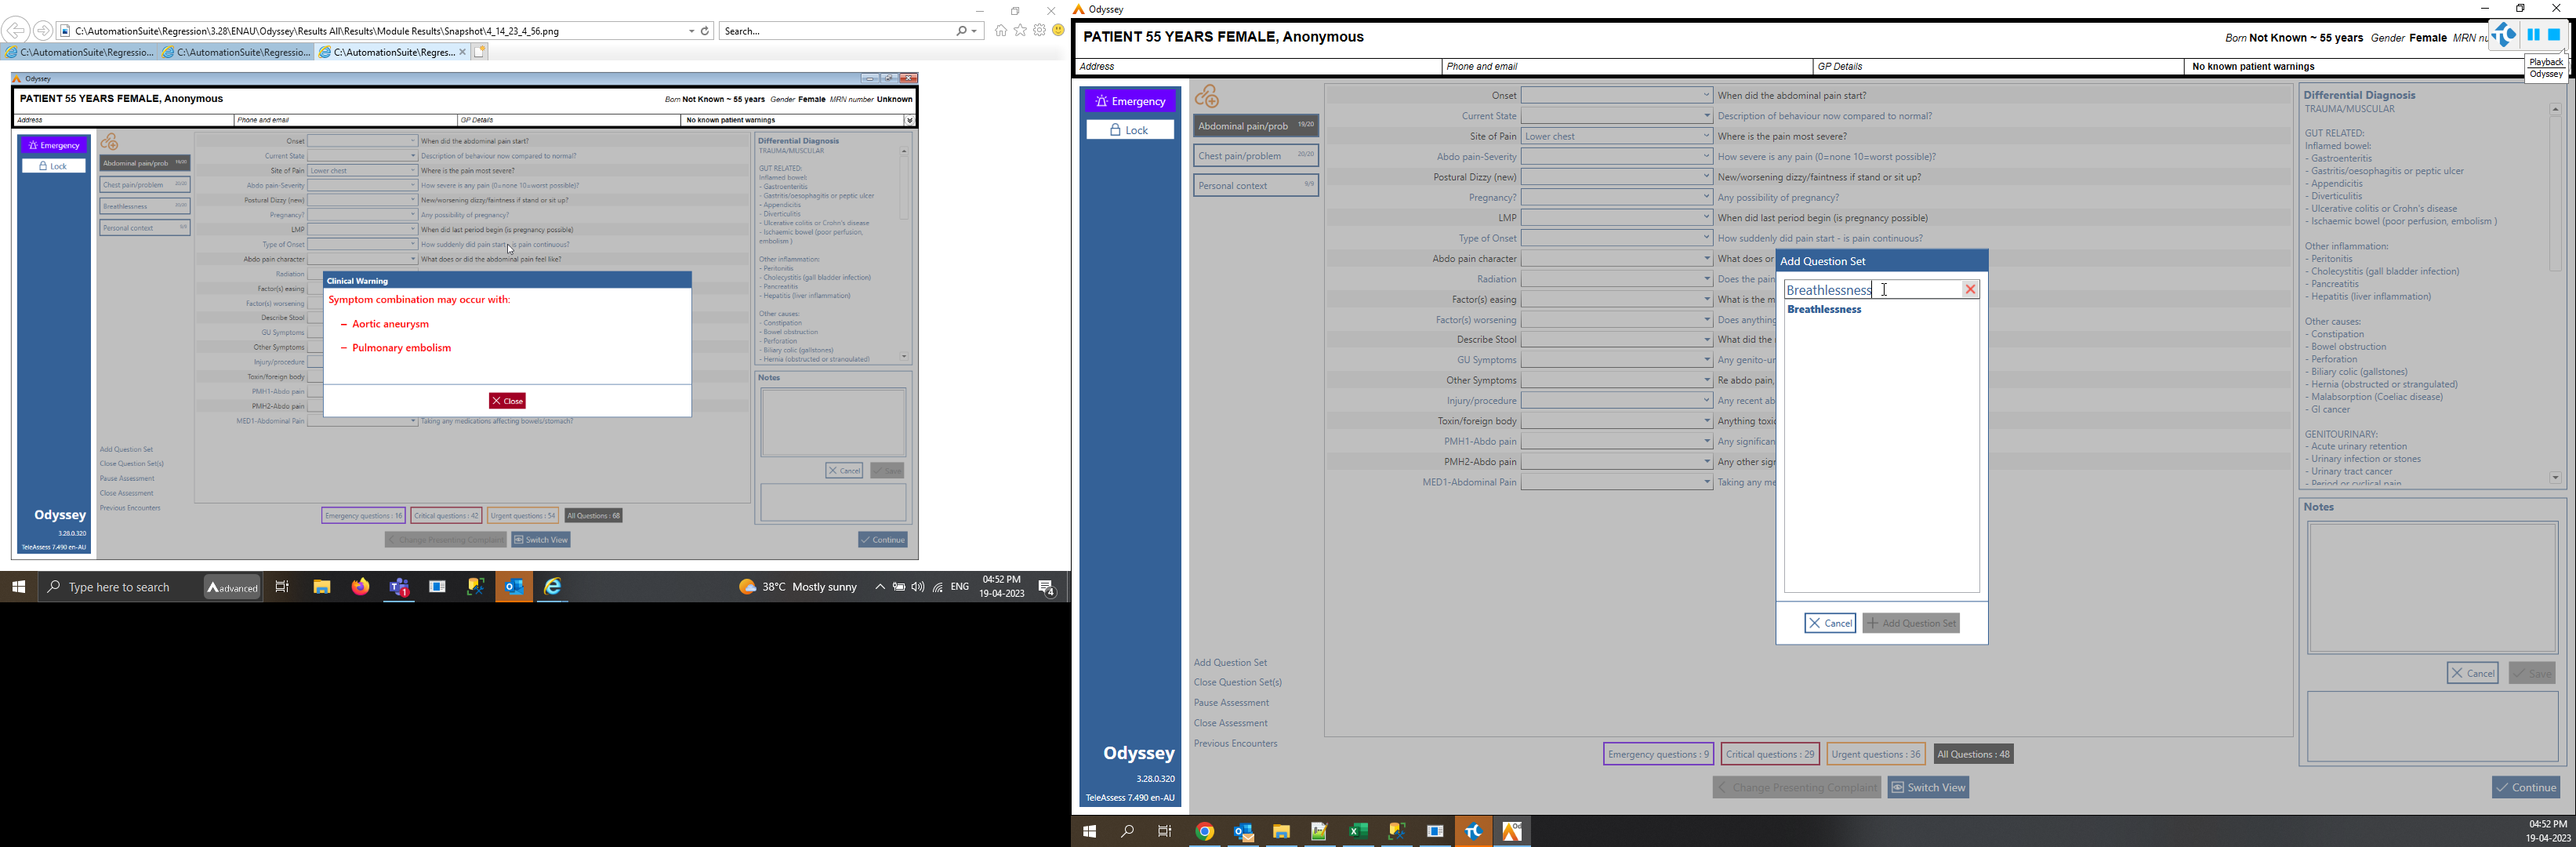 C:\AutomationSuite\Regression\3.28\ENAU\Odyssey\Results All\Results\Module Results\Snapshot\4_14_23_4_56.png
Search...
C:\AutomationSuite\Regressio...
C:\AutomationSuite\Regressio...
C:\AutomationSuite\Regres...
Odyssey
PATIENT 55 YEARS FEMALE, Anonymous
Born Not Known ~ 55 years Gender Female MRN number Unknown
Address
Phone and email
GP Details
No known patient warnings
Emergency
Lock
Abdominal pain/prob 19/20
Chest pain/problem 20/20
Breathlessness 20/20
Personal context 9/9
Onset When did the abdominal pain start?
Current State Description of behaviour now compared to normal?
Site of Pain Lower chest Where is the pain most severe?
Abdo pain-Severity How severe is any pain (0=none 10=worst possible)?
Postural Dizzy (new) New/worsening dizzy/faintness if stand or sit up?
Pregnancy? Any possibility of pregnancy?
LMP When did last period begin (is pregnancy possible)
Type of Onset How suddenly did pain start - is pain continuous?
Abdo pain character What does or did the abdominal pain feel like?
Radiation
Factor(s) easing
Factor(s) worsening
Describe Stool
GU Symptoms
Other Symptoms
Injury/procedure
Toxin/foreign body
PMH1-Abdo pain
PMH2-Abdo pain
MED1-Abdominal Pain Taking any medications affecting bowels/stomach?
Clinical Warning
Symptom combination may occur with:
– Aortic aneurysm
– Pulmonary embolism
Close
Differential Diagnosis
TRAUMA/MUSCULAR
GUT RELATED:
Inflamed bowel:
- Gastroenteritis
- Gastritis/oesophagitis or peptic ulcer
- Appendicitis
- Diverticulitis
- Ulcerative colitis or Crohn's disease
- Ischaemic bowel (poor perfusion,
embolism )
Other inflammation:
- Peritonitis
- Cholecystitis (gall bladder infection)
- Pancreatitis
- Hepatitis (liver inflammation)
Other causes:
- Constipation
- Bowel obstruction
- Perforation
- Biliary colic (gallstones)
- Hernia (obstructed or strangulated)
Notes
Cancel
Save
Add Question Set
Close Question Set(s)
Pause Assessment
Close Assessment
Previous Encounters
Odyssey
3.28.0.320
TeleAssess 7.490 en-AU
Emergency questions : 16
Critical questions : 42
Urgent questions : 54
All Questions : 68
Change Presenting Complaint
Switch View
Continue
Type here to search
advanced
1
38°C Mostly sunny
ENG
04:52 PM
19-04-2023
4
Odyssey
PATIENT 55 YEARS FEMALE, Anonymous
Born Not Known ~ 55 years Gender Female MRN nu
Playback
Odyssey
Address
Phone and email
GP Details
No known patient warnings
Emergency
Lock
Abdominal pain/prob 19/20
Chest pain/problem 20/20
Personal context 9/9
Onset When did the abdominal pain start?
Current State Description of behaviour now compared to normal?
Site of Pain Lower chest Where is the pain most severe?
Abdo pain-Severity How severe is any pain (0=none 10=worst possible)?
Postural Dizzy (new) New/worsening dizzy/faintness if stand or sit up?
Pregnancy? Any possibility of pregnancy?
LMP When did last period begin (is pregnancy possible)
Type of Onset How suddenly did pain start - is pain continuous?
Abdo pain character What does or
Radiation Does the pain
Factor(s) easing What is the m
Factor(s) worsening Does anything
Describe Stool What did the
GU Symptoms Any genito-ur
Other Symptoms Re abdo pain,
Injury/procedure Any recent ab
Toxin/foreign body Anything toxic
PMH1-Abdo pain Any significan
PMH2-Abdo pain Any other sign
MED1-Abdominal Pain Taking any me
Add Question Set
Breathlessness
Breathlessness
Cancel
Add Question Set
Differential Diagnosis
TRAUMA/MUSCULAR
GUT RELATED:
Inflamed bowel:
- Gastroenteritis
- Gastritis/oesophagitis or peptic ulcer
- Appendicitis
- Diverticulitis
- Ulcerative colitis or Crohn's disease
- Ischaemic bowel (poor perfusion, embolism )
Other inflammation:
- Peritonitis
- Cholecystitis (gall bladder infection)
- Pancreatitis
- Hepatitis (liver inflammation)
Other causes:
- Constipation
- Bowel obstruction
- Perforation
- Biliary colic (gallstones)
- Hernia (obstructed or strangulated)
- Malabsorption (Coeliac disease)
- GI cancer
GENITOURINARY:
- Acute urinary retention
- Urinary infection or stones
- Urinary tract cancer
- Period or cyclical pain
Notes
Cancel
Save
Add Question Set
Close Question Set(s)
Pause Assessment
Close Assessment
Previous Encounters
Odyssey
3.28.0.320
TeleAssess 7.490 en-AU
Emergency questions : 9
Critical questions : 29
Urgent questions : 36
All Questions : 48
Change Presenting Complaint
Switch View
Continue
04:52 PM
19-04-2023